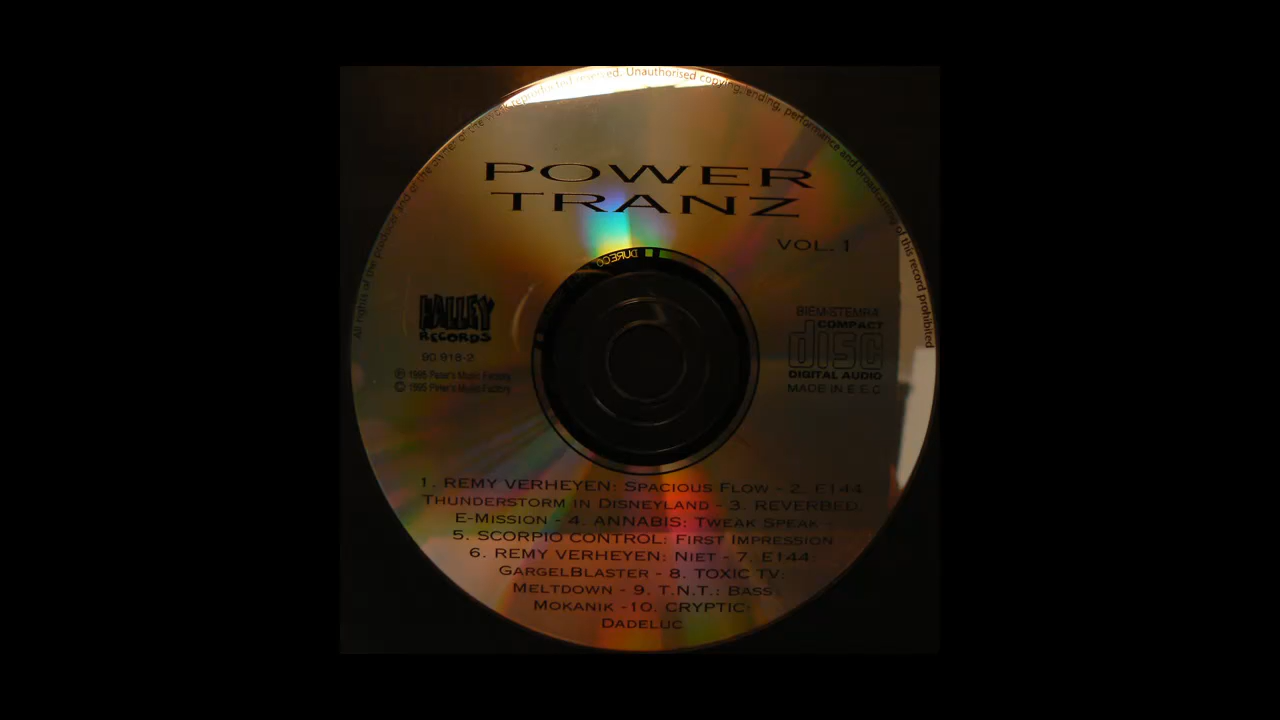 All rights of the producer and of the owner of the work reproduced reserved. Unauthorised copying, lending, performance and broadcasting of this record prohibited
POWER
TRANZ
VOL. 1
DURECO
HALLEY
RECORDS
90.918-2
℗ 1995 Peter's Music Factory
© 1995 Peter's Music Factory
BIEM-STEMRA
COMPACT
disc
DIGITAL AUDIO
MADE IN E E C
1. REMY VERHEYEN: SPACIOUS FLOW - 2. E144:
THUNDERSTORM IN DISNEYLAND - 3. REVERBED:
E-MISSION - 4. ANNABIS: TWEAK SPEAK -
5. SCORPIO CONTROL: FIRST IMPRESSION
6. REMY VERHEYEN: NIET - 7. E144:
GARGELBLASTER - 8. TOXIC TV:
MELTDOWN - 9. T.N.T.: BASS
MOKANIK -10. CRYPTIC:
DADELUC